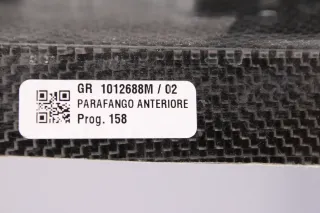 GR 1012688M / 02
PARAFANGO ANTERIORE
Prog. 158